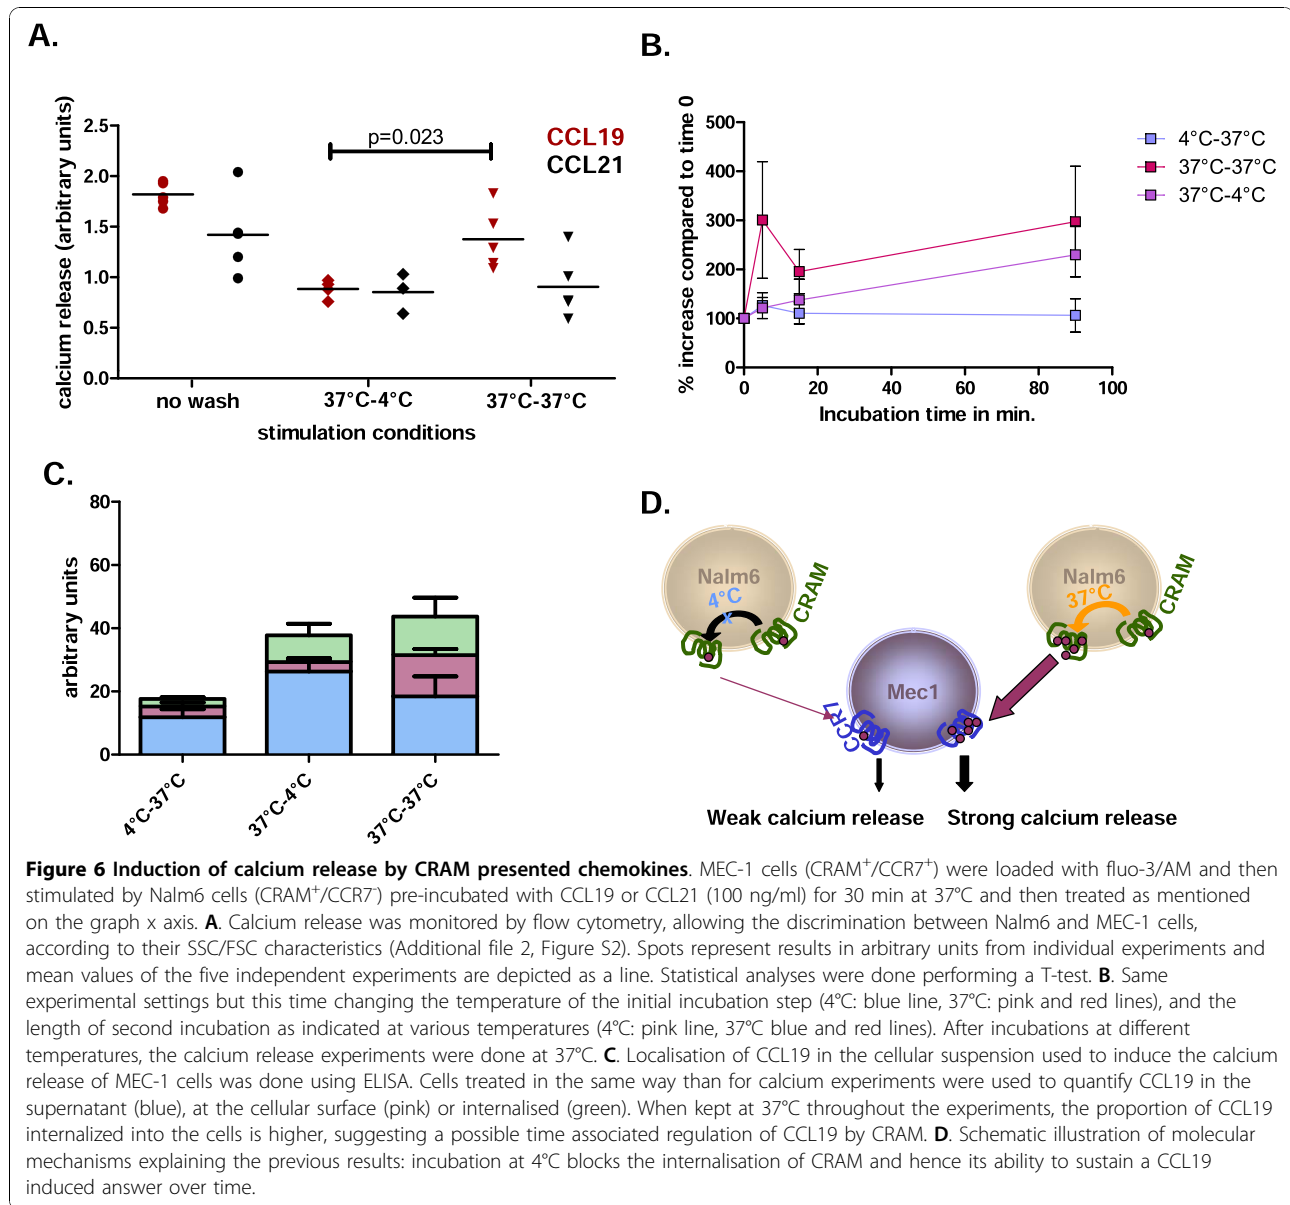 A.
calcium release (arbitrary units)
2.5
2.0
1.5
1.0
0.5
0.0
p=0.023
CCL19
CCL21
no wash
37°C-4°C
37°C-37°C
stimulation conditions
B.
% increase compared to time 0
500
400
300
200
100
0
0
20
40
60
80
100
Incubation time in min.
4°C-37°C
37°C-37°C
37°C-4°C
C.
arbitrary units
80
60
40
20
0
4°C-37°C
37°C-4°C
37°C-37°C
D.
Nalm6
4°C
x
CRAM
Nalm6
37°C
CRAM
Mec1
CCR7
Weak calcium release
Strong calcium release
Figure 6 Induction of calcium release by CRAM presented chemokines. MEC-1 cells (CRAM+/CCR7+) were loaded with fluo-3/AM and then
stimulated by Nalm6 cells (CRAM+/CCR7-) pre-incubated with CCL19 or CCL21 (100 ng/ml) for 30 min at 37°C and then treated as mentioned
on the graph x axis. A. Calcium release was monitored by flow cytometry, allowing the discrimination between Nalm6 and MEC-1 cells,
according to their SSC/FSC characteristics (Additional file 2, Figure S2). Spots represent results in arbitrary units from individual experiments and
mean values of the five independent experiments are depicted as a line. Statistical analyses were done performing a T-test. B. Same
experimental settings but this time changing the temperature of the initial incubation step (4°C: blue line, 37°C: pink and red lines), and the
length of second incubation as indicated at various temperatures (4°C: pink line, 37°C blue and red lines). After incubations at different
temperatures, the calcium release experiments were done at 37°C. C. Localisation of CCL19 in the cellular suspension used to induce the calcium
release of MEC-1 cells was done using ELISA. Cells treated in the same way than for calcium experiments were used to quantify CCL19 in the
supernatant (blue), at the cellular surface (pink) or internalised (green). When kept at 37°C throughout the experiments, the proportion of CCL19
internalized into the cells is higher, suggesting a possible time associated regulation of CCL19 by CRAM. D. Schematic illustration of molecular
mechanisms explaining the previous results: incubation at 4°C blocks the internalisation of CRAM and hence its ability to sustain a CCL19
induced answer over time.